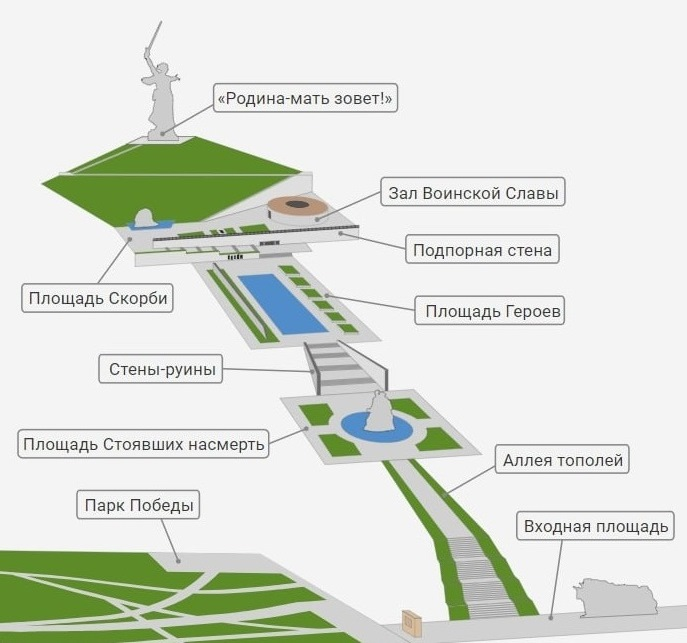 «Родина-мать зовет!»
Зал Воинской Славы
Подпорная стена
Площадь Скорби
Площадь Героев
Стены-руины
Площадь Стоявших насмерть
Аллея тополей
Парк Победы
Входная площадь